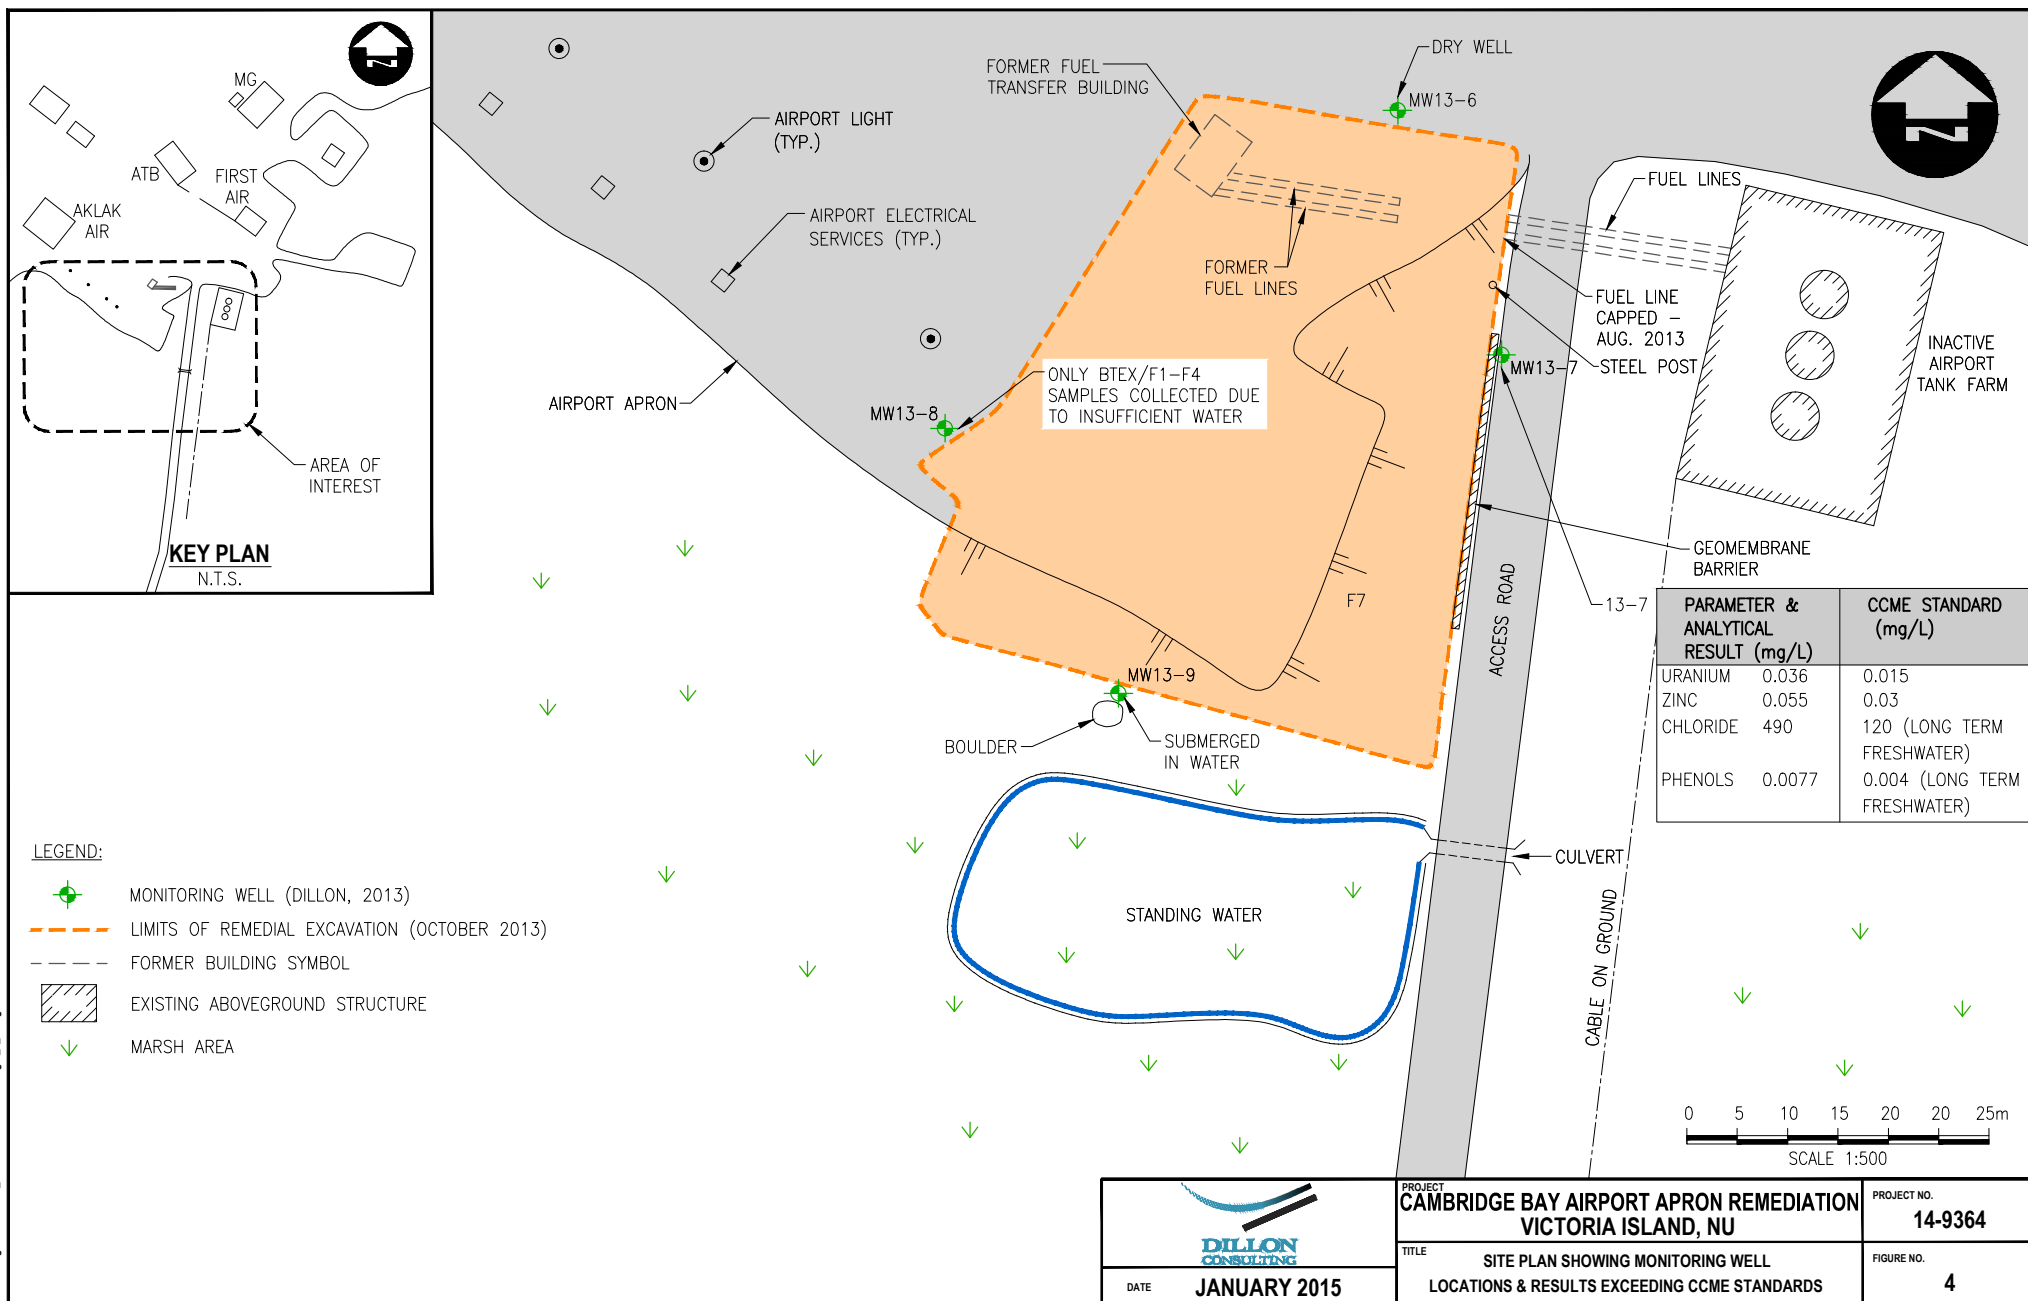 MG
ATB
FIRST
AIR
AKLAK
AIR
AREA OF
INTEREST
KEY PLAN
N.T.S.
DRY WELL
FORMER FUEL
TRANSFER BUILDING
MW13-6
AIRPORT LIGHT
(TYP.)
FUEL LINES
AIRPORT ELECTRICAL
SERVICES (TYP.)
FORMER
FUEL LINES
FUEL LINE
CAPPED –
AUG. 2013
INACTIVE
AIRPORT
TANK FARM
MW13-7
STEEL POST
ONLY BTEX/F1-F4
SAMPLES COLLECTED DUE
TO INSUFFICIENT WATER
AIRPORT APRON
MW13-8
GEOMEMBRANE
BARRIER
F7
ACCESS ROAD
13-7
PARAMETER &
ANALYTICAL
RESULT (mg/L)
CCME STANDARD
(mg/L)
URANIUM 0.036 0.015
ZINC 0.055 0.03
CHLORIDE 490 120 (LONG TERM
FRESHWATER)
PHENOLS 0.0077 0.004 (LONG TERM
FRESHWATER)
MW13-9
BOULDER
SUBMERGED
IN WATER
CULVERT
STANDING WATER
CABLE ON GROUND
LEGEND:
MONITORING WELL (DILLON, 2013)
LIMITS OF REMEDIAL EXCAVATION (OCTOBER 2013)
FORMER BUILDING SYMBOL
EXISTING ABOVEGROUND STRUCTURE
MARSH AREA
0 5 10 15 20 20 25m
SCALE 1:500
DILLON
CONSULTING
DATE JANUARY 2015
PROJECT
CAMBRIDGE BAY AIRPORT APRON REMEDIATION
VICTORIA ISLAND, NU
PROJECT NO.
14-9364
TITLE
SITE PLAN SHOWING MONITORING WELL
LOCATIONS & RESULTS EXCEEDING CCME STANDARDS
FIGURE NO.
4